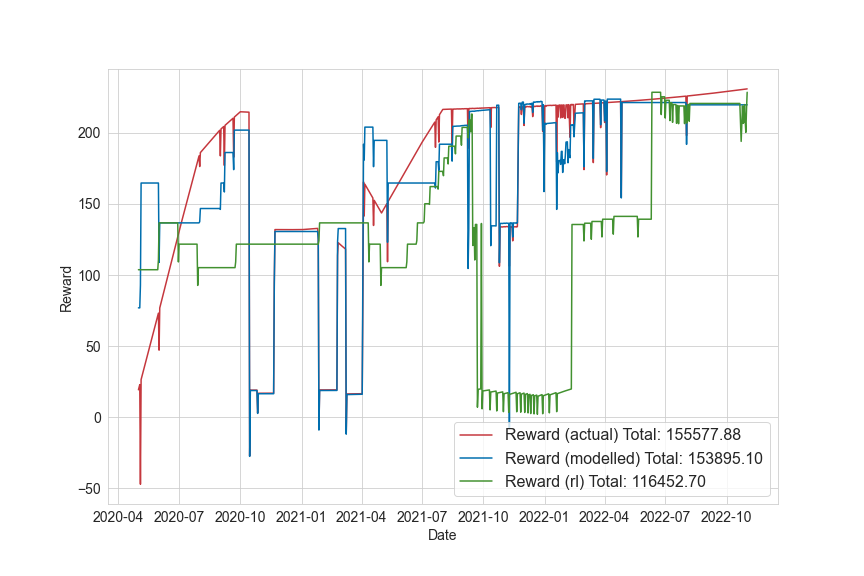 200
150
100
50
0
−50
Reward
2020-04 2020-07 2020-10 2021-01 2021-04 2021-07 2021-10 2022-01 2022-04 2022-07 2022-10
Date
Reward (actual) Total: 155577.88
Reward (modelled) Total: 153895.10
Reward (rl) Total: 116452.70